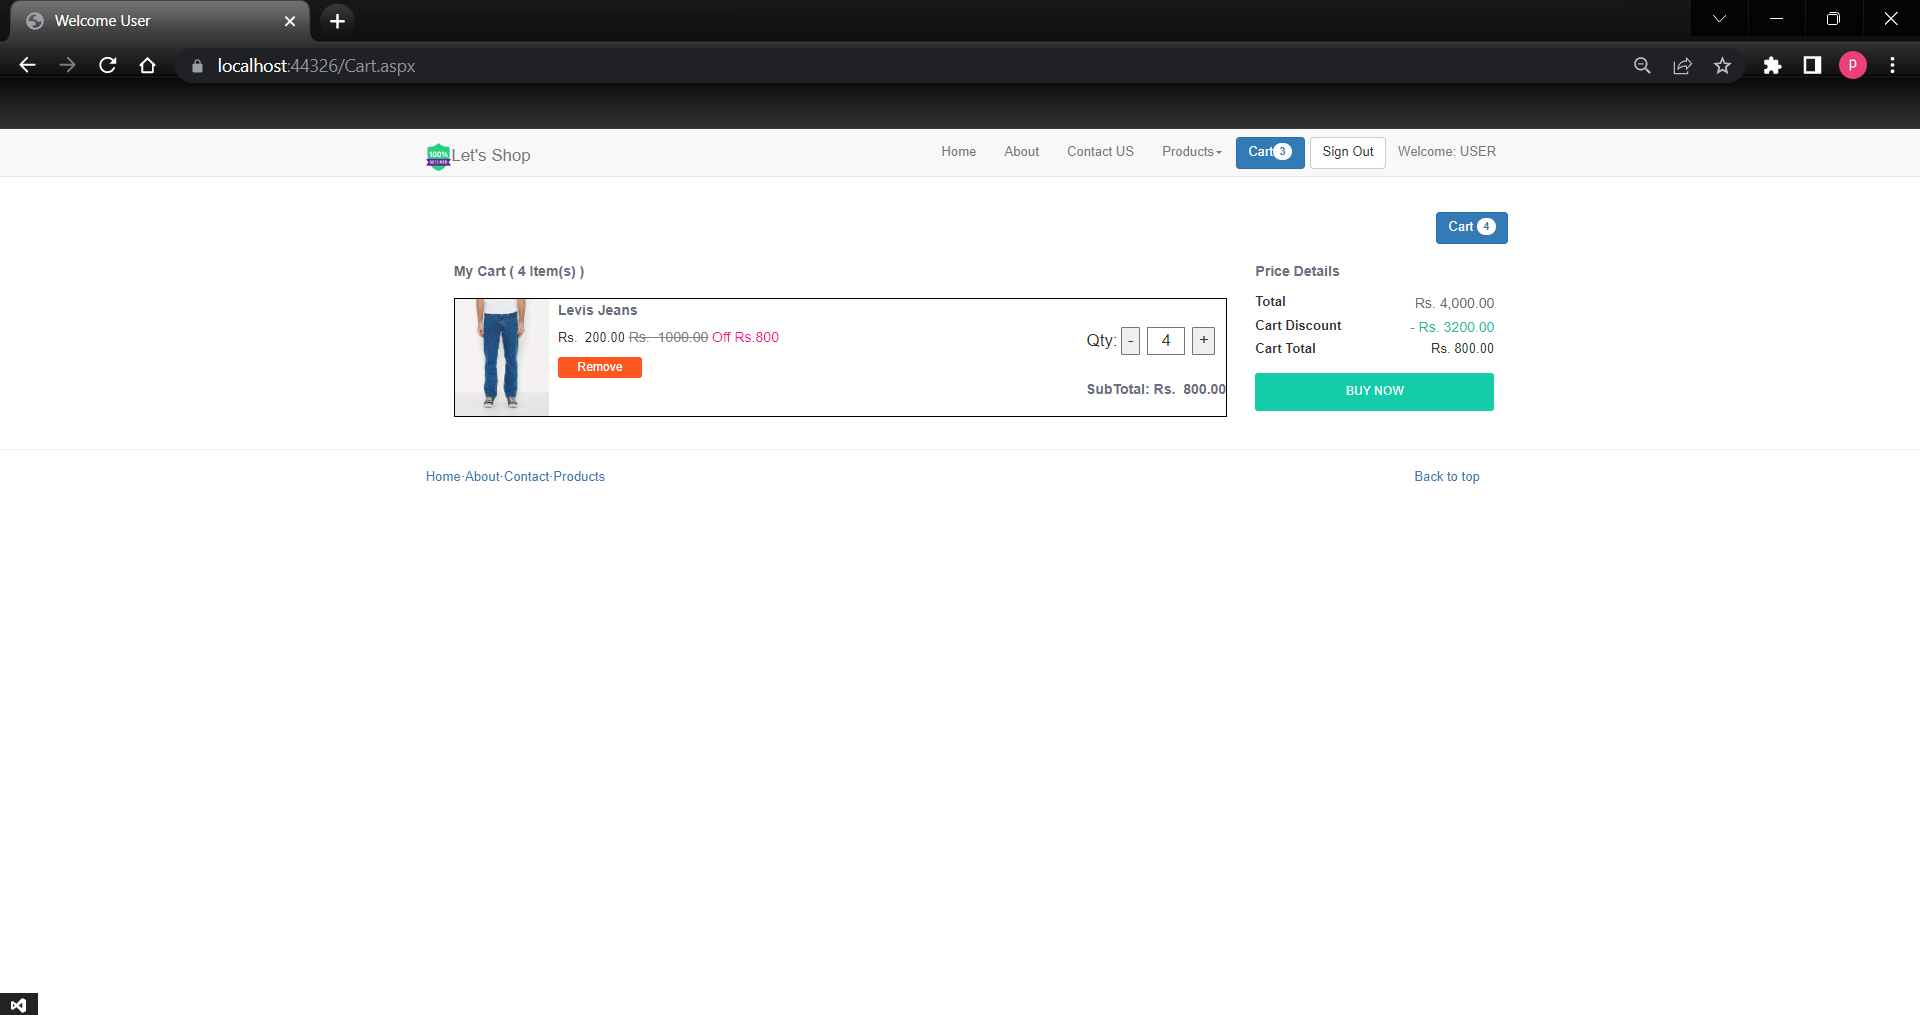 Welcome User
localhost:44326/Cart.aspx
P
100%
SECURED
Let's Shop
Home About Contact US Products Cart 3 Sign Out Welcome: USER
Cart 4
My Cart ( 4 Item(s) )
Levis Jeans
Rs. 200.00 Rs. 1000.00 Off Rs.800
Remove
Qty: - 4 +
SubTotal: Rs. 800.00
Price Details
Total Rs. 4,000.00
Cart Discount - Rs. 3200.00
Cart Total Rs. 800.00
BUY NOW
Home·About·Contact·Products
Back to top